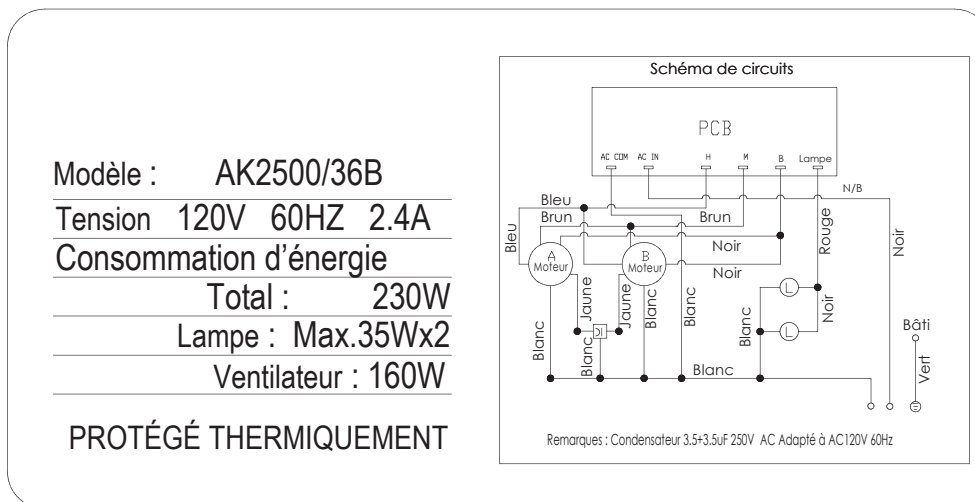 Modèle : AK2500/36B
Tension 120V 60HZ 2.4A
Consommation d'énergie
Total : 230W
Lampe : Max.35Wx2
Ventilateur : 160W
PROTÉGÉ THERMIQUEMENT
Schéma de circuits
PCB
AC COM AC IN H M B Lampe
N/B
Bleu
Brun Brun
Bleu
Noir
Noir
Rouge
Noir
A
Moteur
B
Moteur
Jaune
Jaune
Blanc
Blanc
Blanc
Blanc
Blanc
L
L
Noir
Blanc
Bâti
Vert
Remarques : Condensateur 3.5+3.5uF 250V AC Adapté à AC120V 60Hz